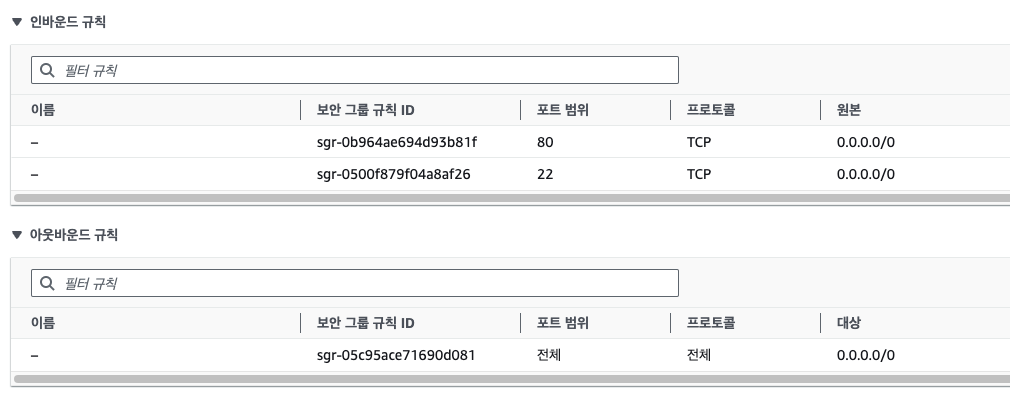 ▼ 인바운드 규칙
필터 규칙
이름 보안 그룹 규칙 ID 포트 범위 프로토콜 원본
– sgr-0b964ae694d93b81f 80 TCP 0.0.0.0/0
– sgr-0500f879f04a8af26 22 TCP 0.0.0.0/0
▼ 아웃바운드 규칙
필터 규칙
이름 보안 그룹 규칙 ID 포트 범위 프로토콜 대상
– sgr-05c95ace71690d081 전체 전체 0.0.0.0/0